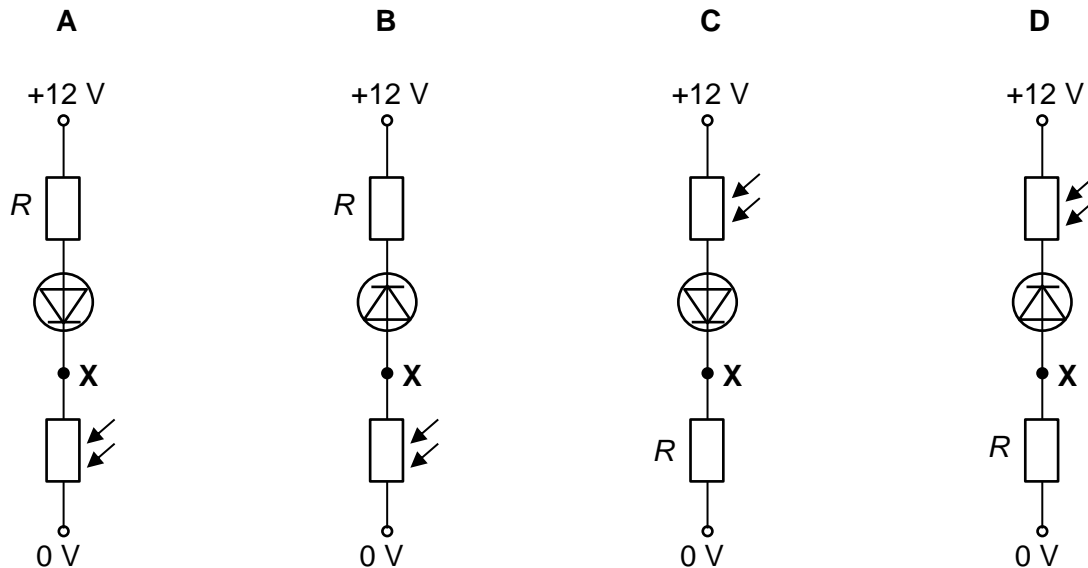 A B C D
+12 V +12 V +12 V +12 V
R R
X X X X
R R
0 V 0 V 0 V 0 V